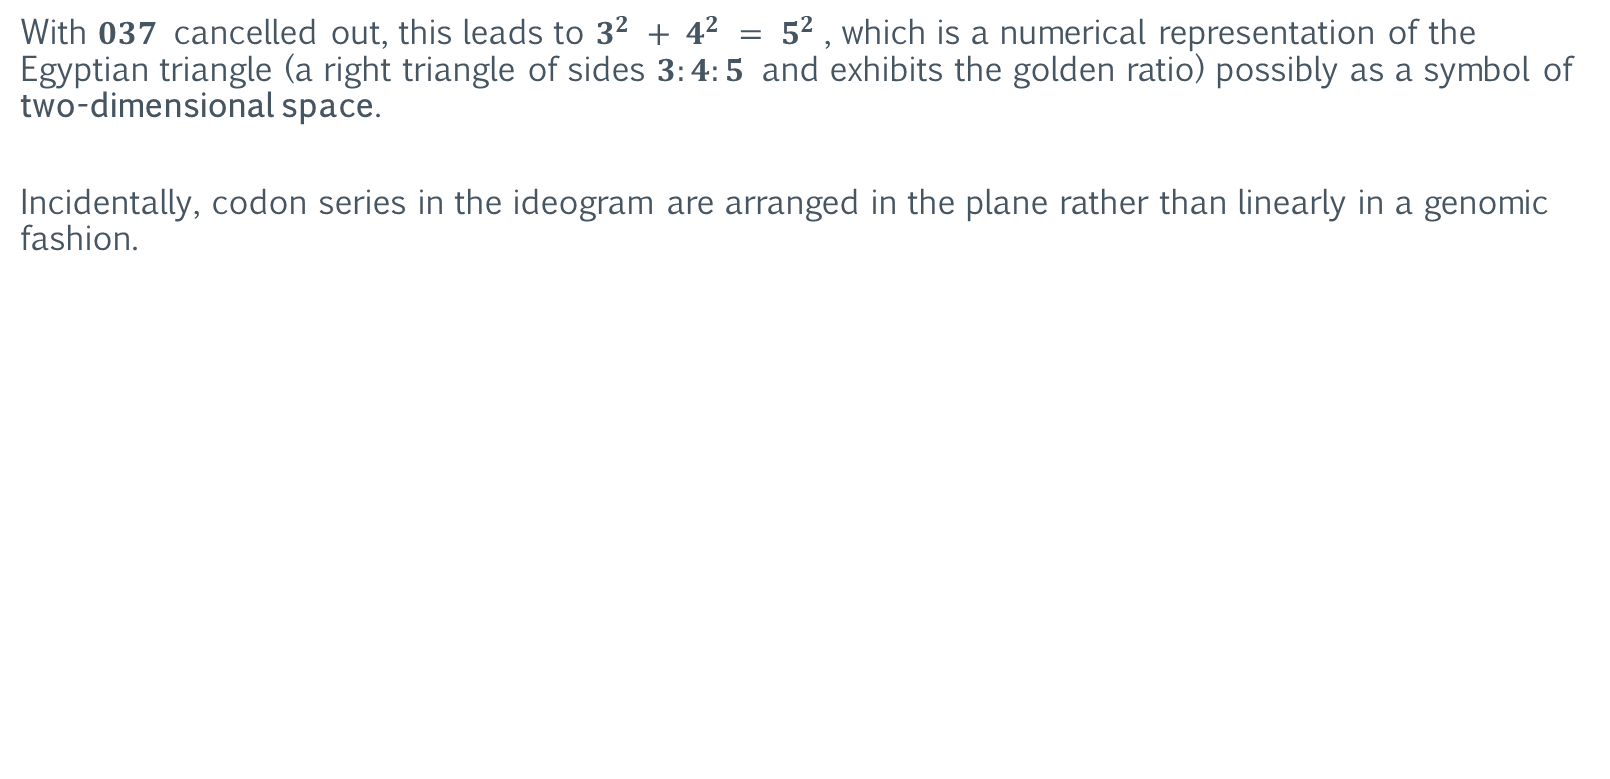 With 037 cancelled out, this leads to 3² + 4² = 5² , which is a numerical representation of the
Egyptian triangle (a right triangle of sides 3:4:5 and exhibits the golden ratio) possibly as a symbol of
two-dimensional space.
Incidentally, codon series in the ideogram are arranged in the plane rather than linearly in a genomic
fashion.